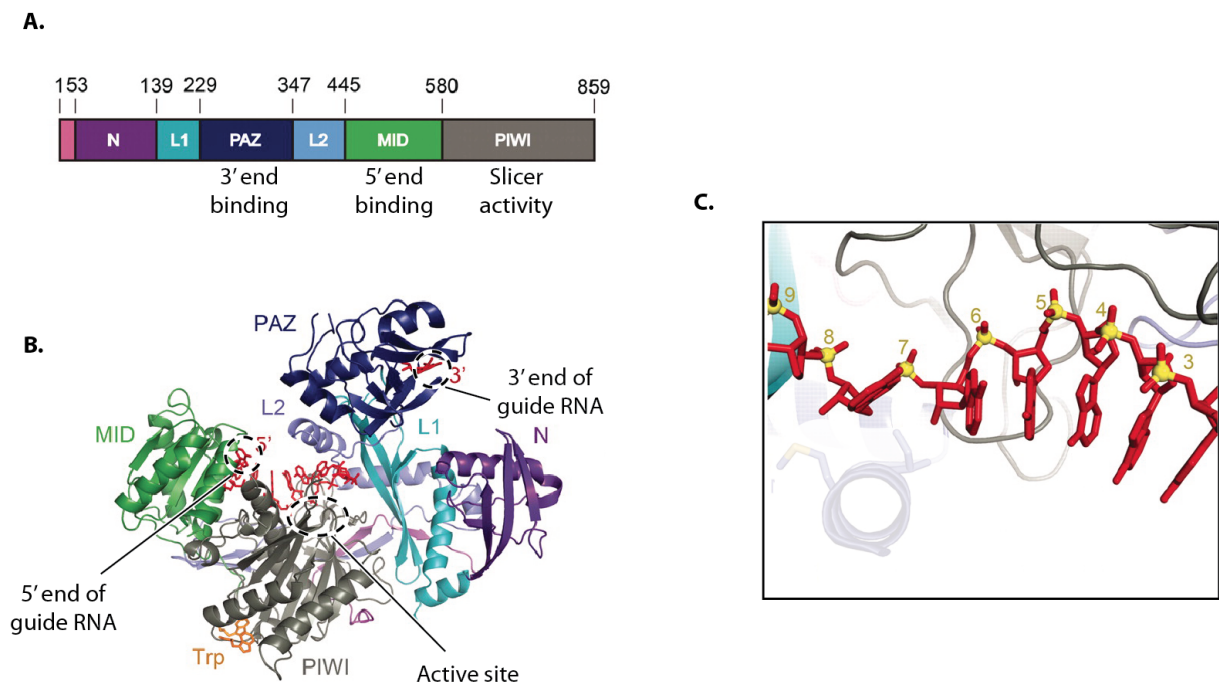 A.
1 53 139 229 347 445 580 859
N L1 PAZ L2 MID PIWI
3’ end binding
5’ end binding
Slicer activity
B.
PAZ
3’
3’ end of
guide RNA
L2
L1
N
MID
5’
5’ end of
guide RNA
Trp
PIWI
Active site
C.
9
8
7
6
5
4
3